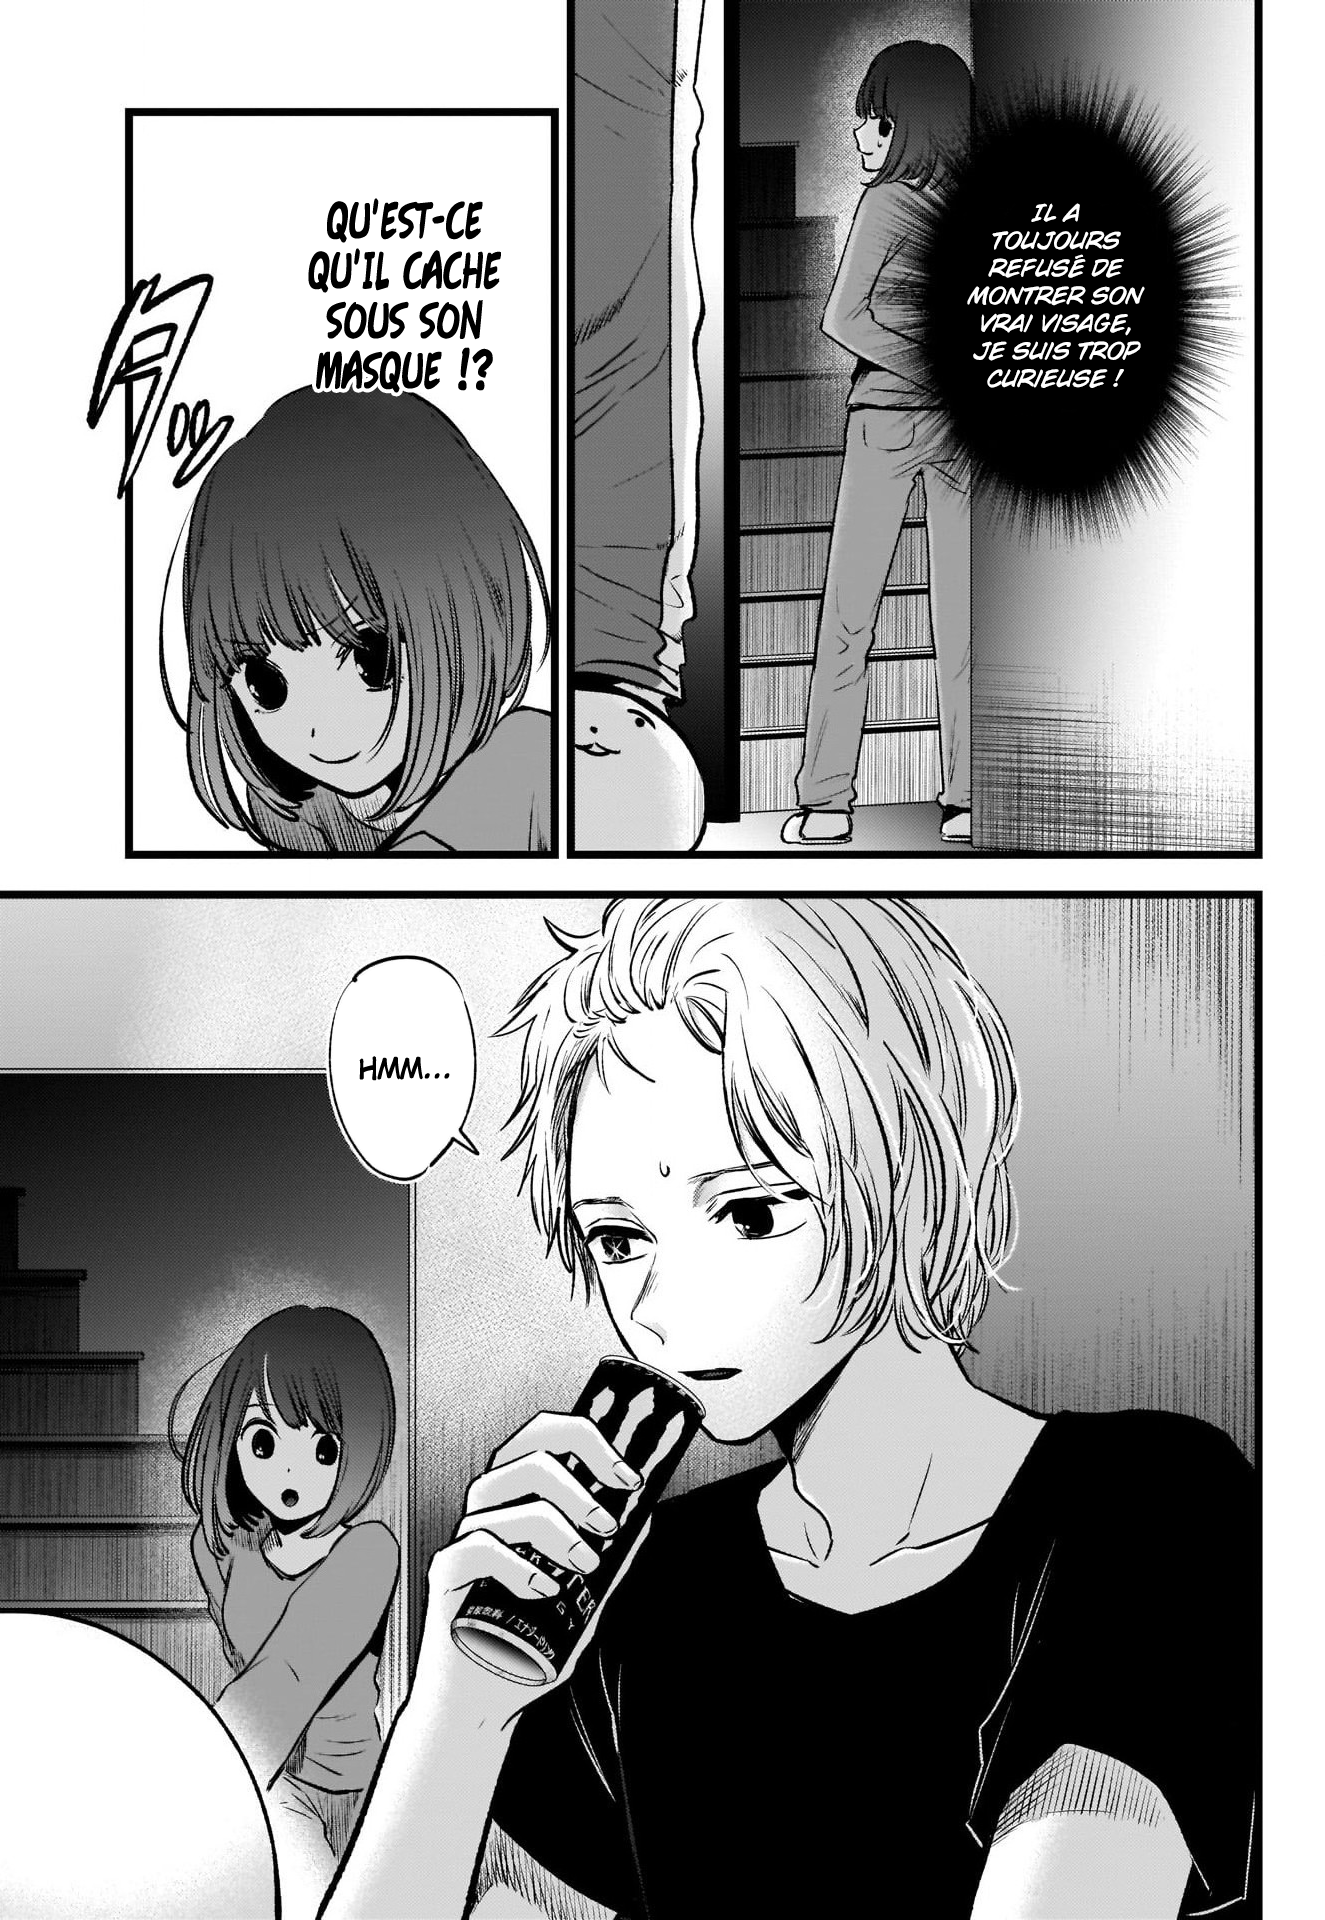 IL A
TOUJOURS
REFUSÉ DE
MONTRER SON
VRAI VISAGE,
JE SUIS TROP
CURIEUSE !
QU'EST-CE
QU'IL CACHE
SOUS SON
MASQUE !?
HMM...